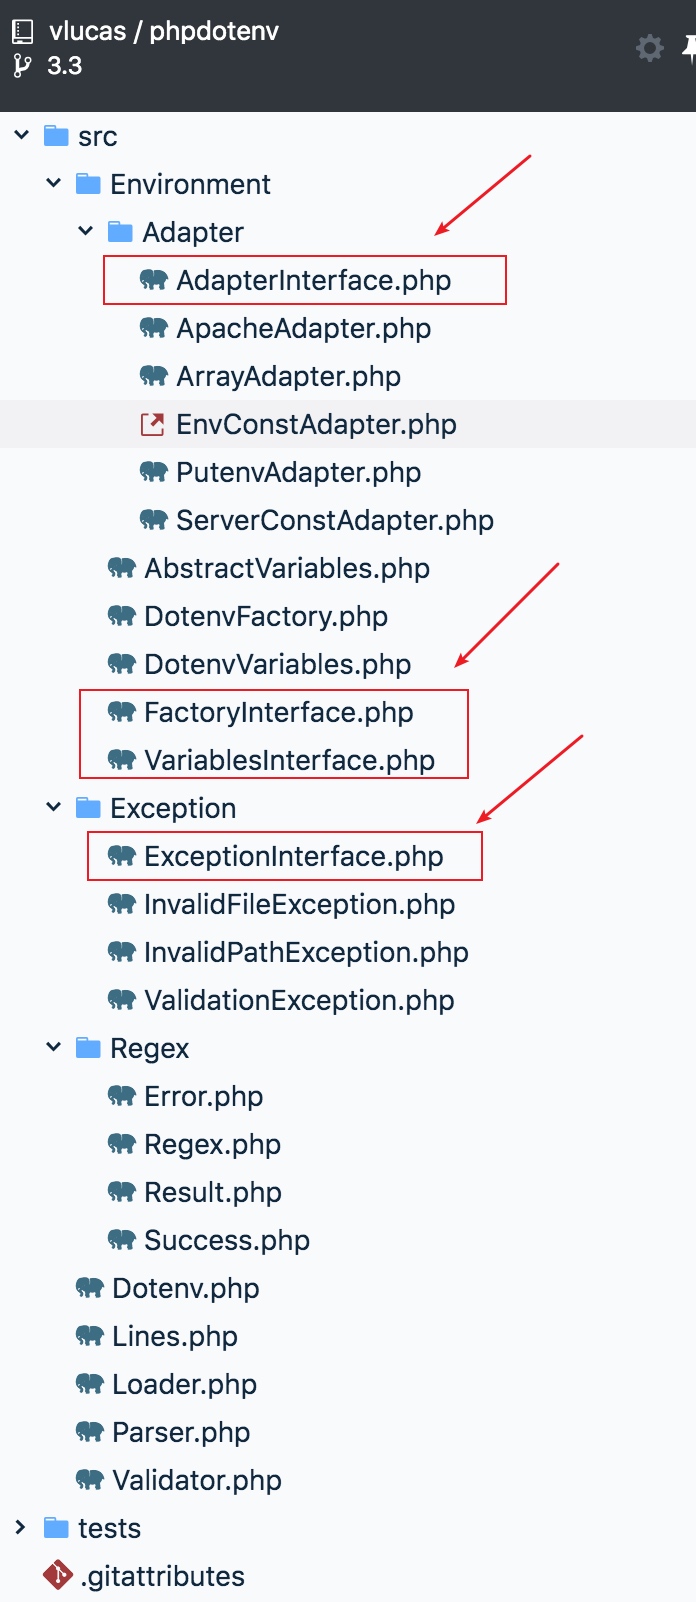 vlucas / phpdotenv
3.3
src
Environment
Adapter
AdapterInterface.php
ApacheAdapter.php
ArrayAdapter.php
EnvConstAdapter.php
PutenvAdapter.php
ServerConstAdapter.php
AbstractVariables.php
DotenvFactory.php
DotenvVariables.php
FactoryInterface.php
VariablesInterface.php
Exception
ExceptionInterface.php
InvalidFileException.php
InvalidPathException.php
ValidationException.php
Regex
Error.php
Regex.php
Result.php
Success.php
Dotenv.php
Lines.php
Loader.php
Parser.php
Validator.php
tests
.gitattributes